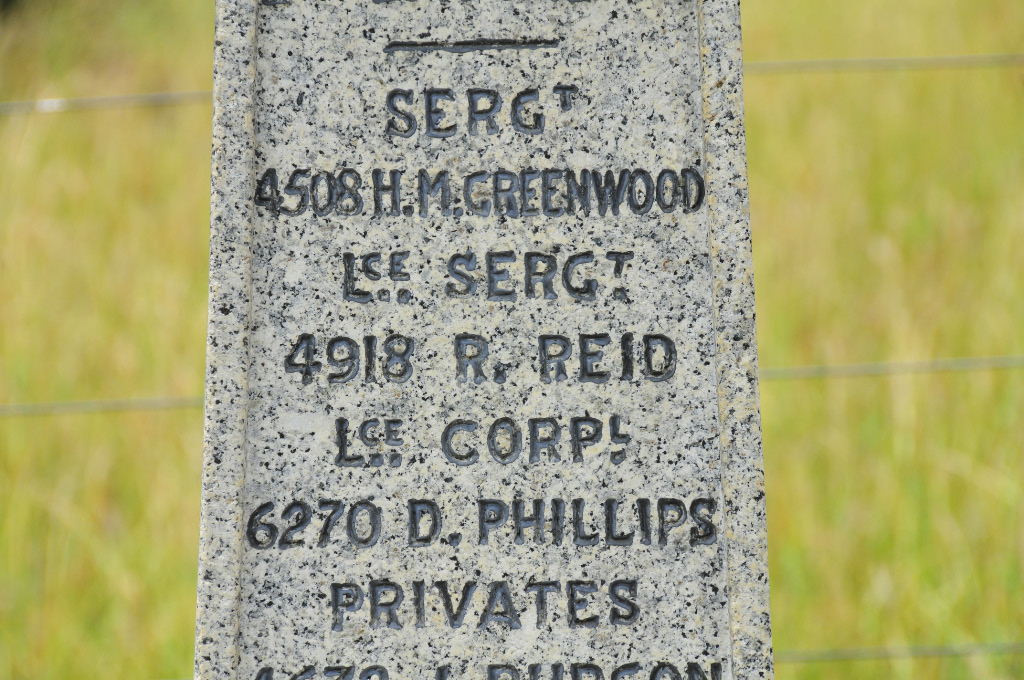 SERGT
4508 H.M. GREENWOOD
LCE SERGT
4918 R. REID
LCE CORPL
6270 D. PHILLIPS
PRIVATES